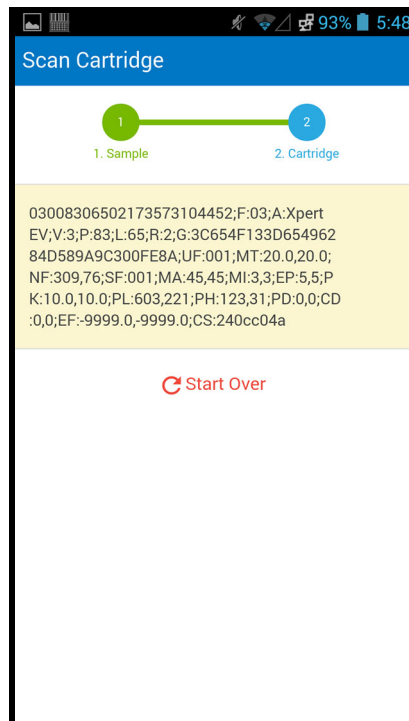 93% 5:48
Scan Cartridge
1 2
1. Sample 2. Cartridge
03008306502173573104452;F:03;A:Xpert
EV;V:3;P:83;L:65;R:2;G:3C654F133D654962
84D589A9C300FE8A;UF:001;MT:20.0,20.0;
NF:309,76;SF:001;MA:45,45;MI:3,3;EP:5,5;P
K:10.0,10.0;PL:603,221;PH:123,31;PD:0,0;CD
:0,0;EF:-9999.0,-9999.0;CS:240cc04a
Start Over